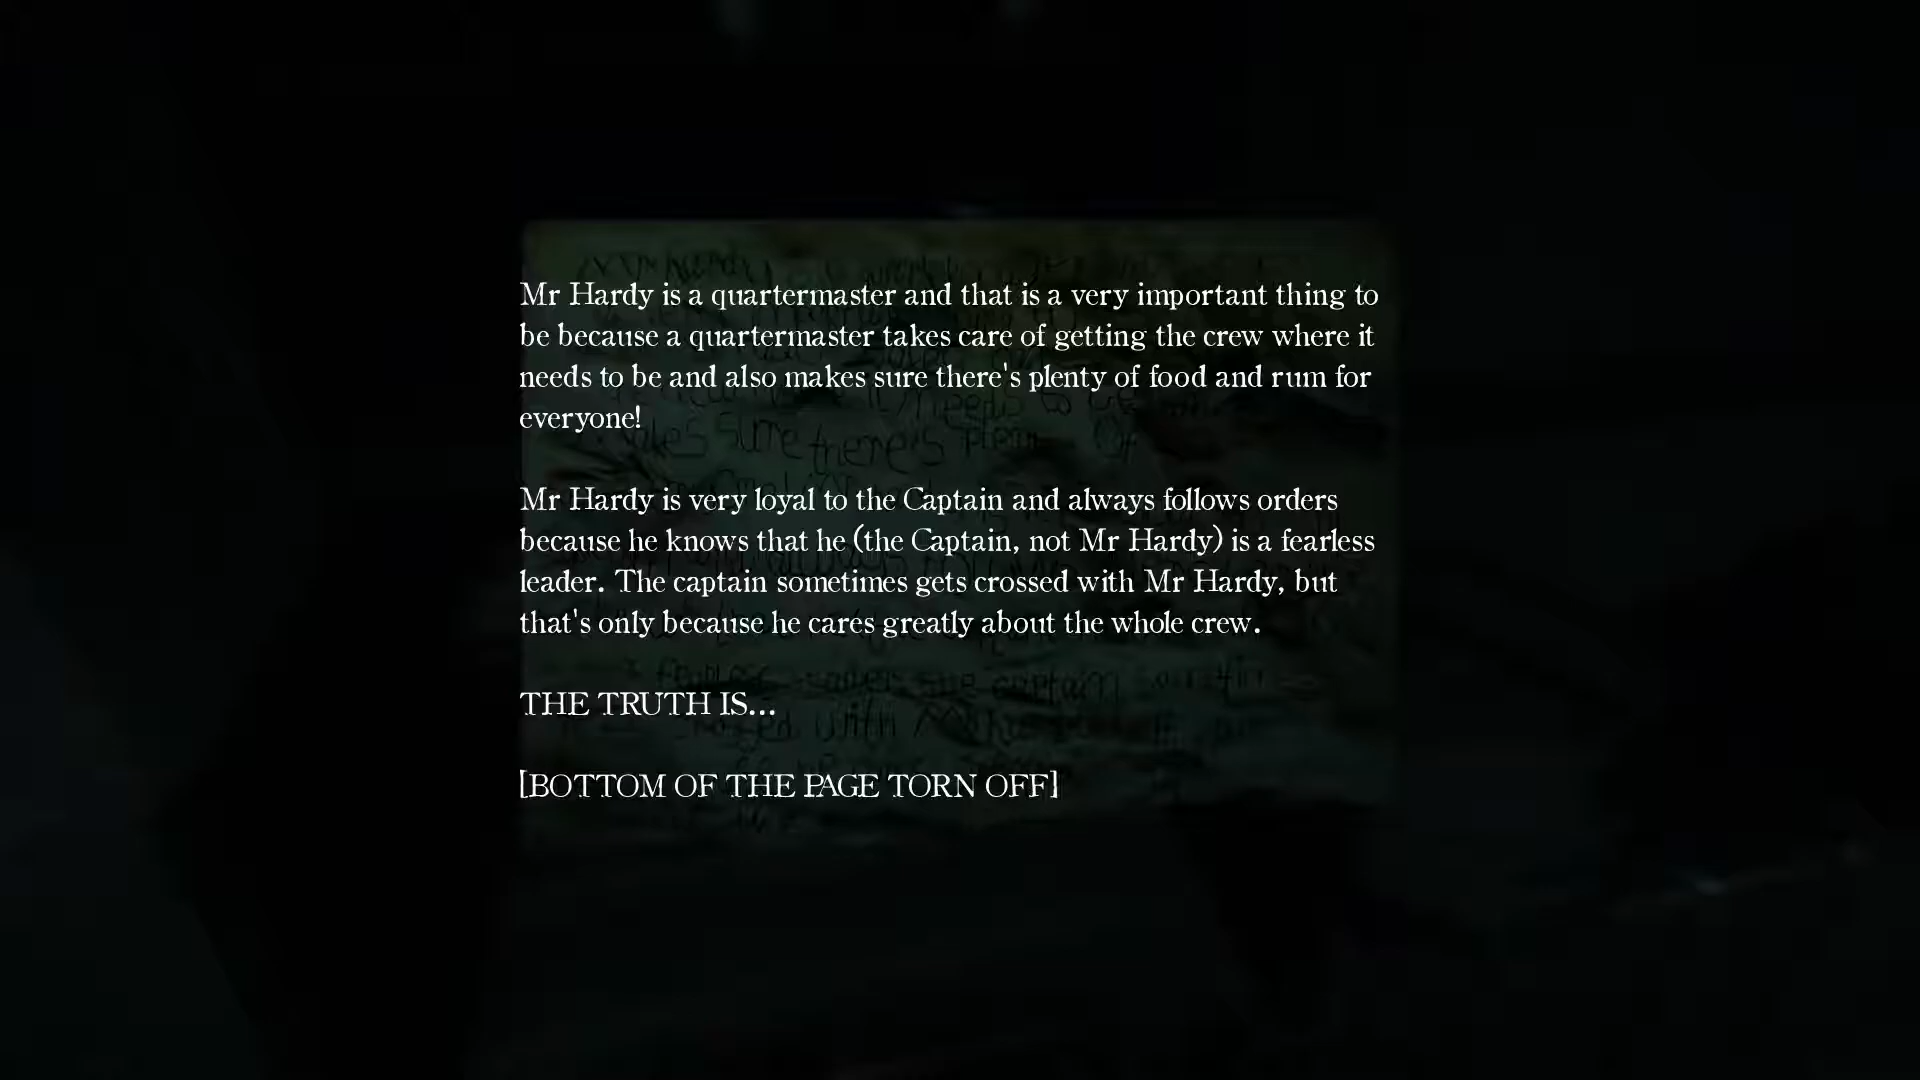 Mr Hardy is a quartermaster and that is a very important thing to
be because a quartermaster takes care of getting the crew where it
needs to be and also makes sure there's plenty of food and rum for
everyone!
Mr Hardy is very loyal to the Captain and always follows orders
because he knows that he (the Captain, not Mr Hardy) is a fearless
leader. The captain sometimes gets crossed with Mr Hardy, but
that's only because he cares greatly about the whole crew.
THE TRUTH IS...
[BOTTOM OF THE PAGE TORN OFF]